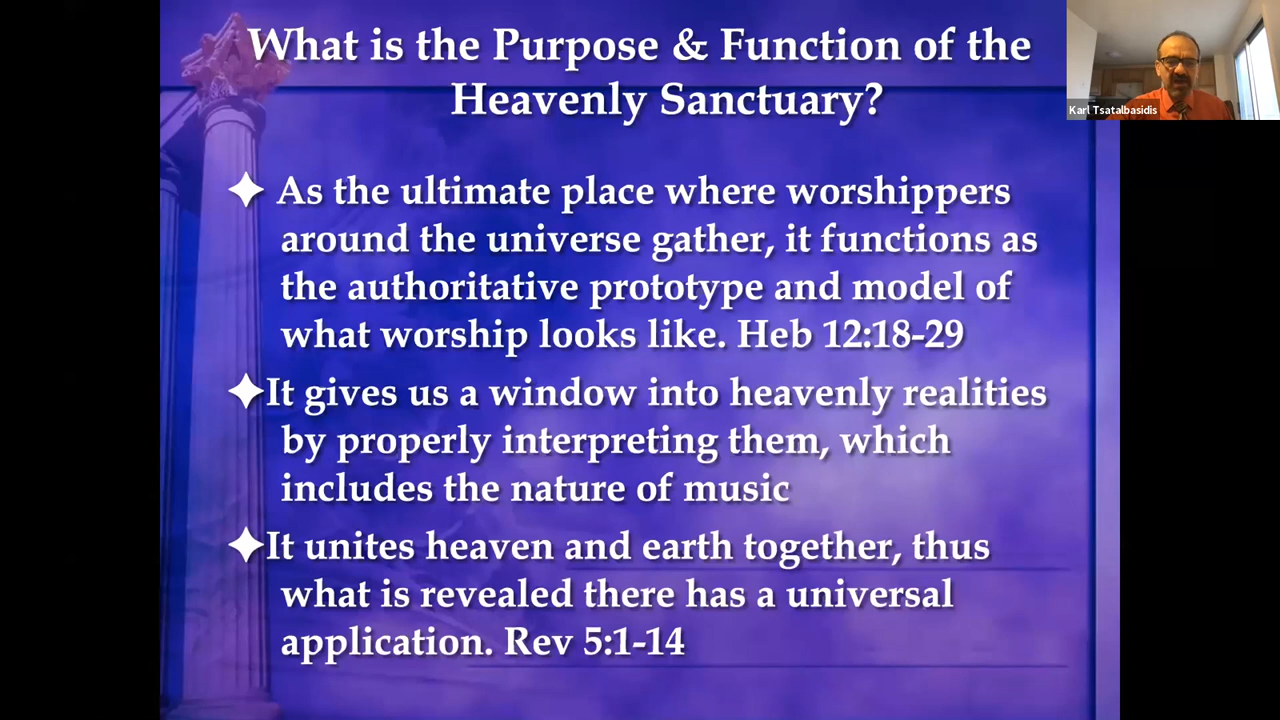 What is the Purpose & Function of the
Heavenly Sanctuary?
Karl Tsatalbasidis
As the ultimate place where worshippers
around the universe gather, it functions as
the authoritative prototype and model of
what worship looks like. Heb 12:18-29
It gives us a window into heavenly realities
by properly interpreting them, which
includes the nature of music
It unites heaven and earth together, thus
what is revealed there has a universal
application. Rev 5:1-14